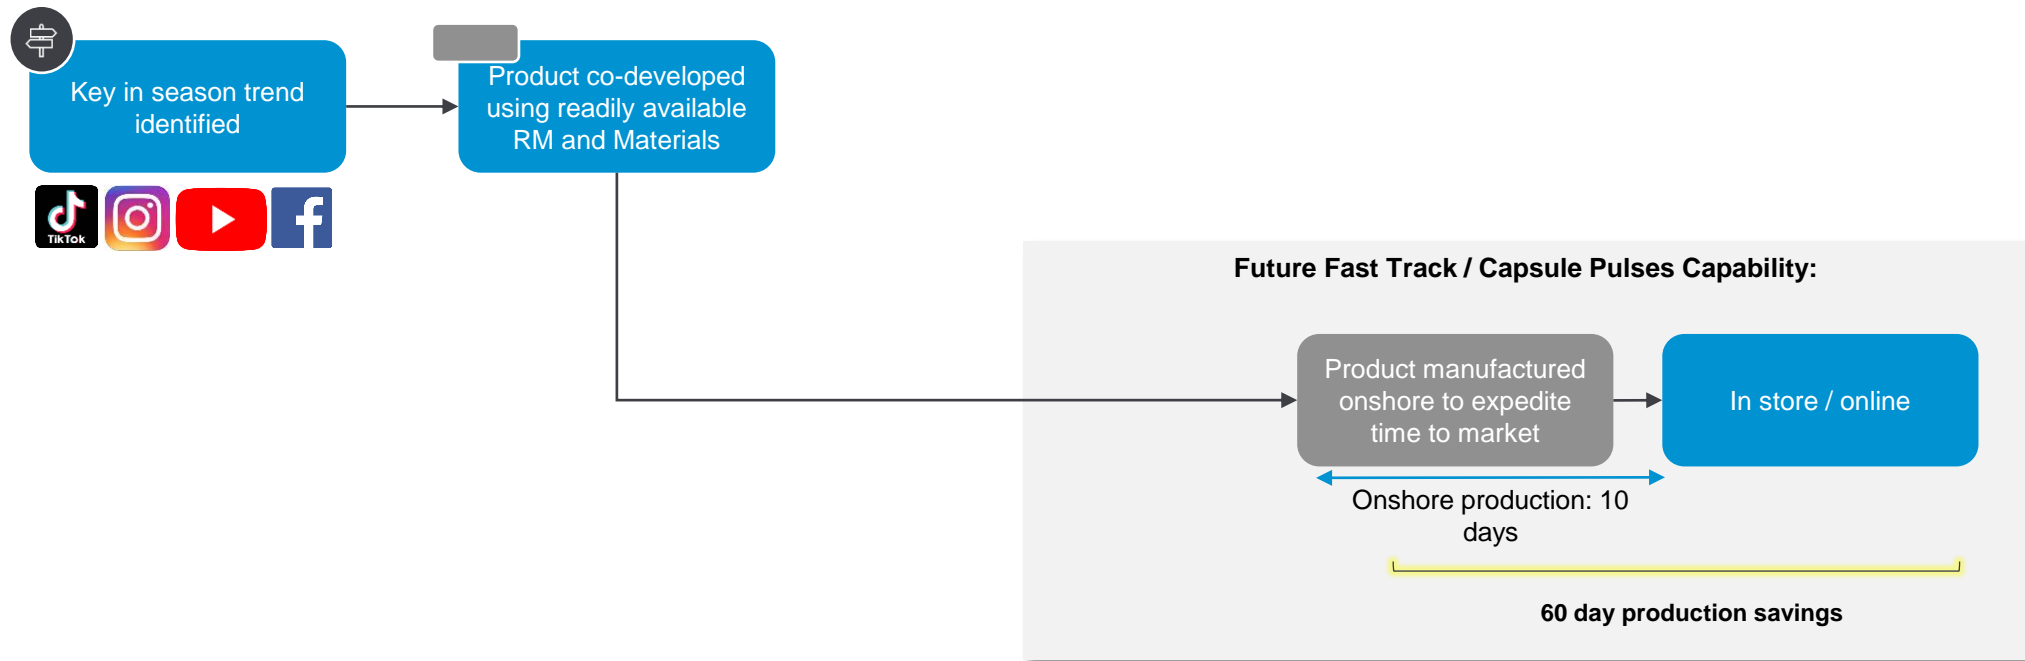 Key in season trend
identified
Product co-developed
using readily available
RM and Materials
TikTok
Future Fast Track / Capsule Pulses Capability:
Product manufactured
onshore to expedite
time to market
In store / online
Onshore production: 10
days
60 day production savings